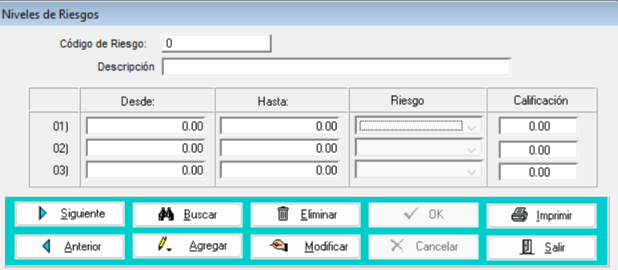 Niveles de Riesgos
Código de Riesgo: 0
Descripción
Desde: Hasta: Riesgo Calificación
01) 0.00 0.00 0.00
02) 0.00 0.00 0.00
03) 0.00 0.00 0.00
Siguiente Buscar Eliminar OK Imprimir
Anterior Agregar Modificar Cancelar Salir